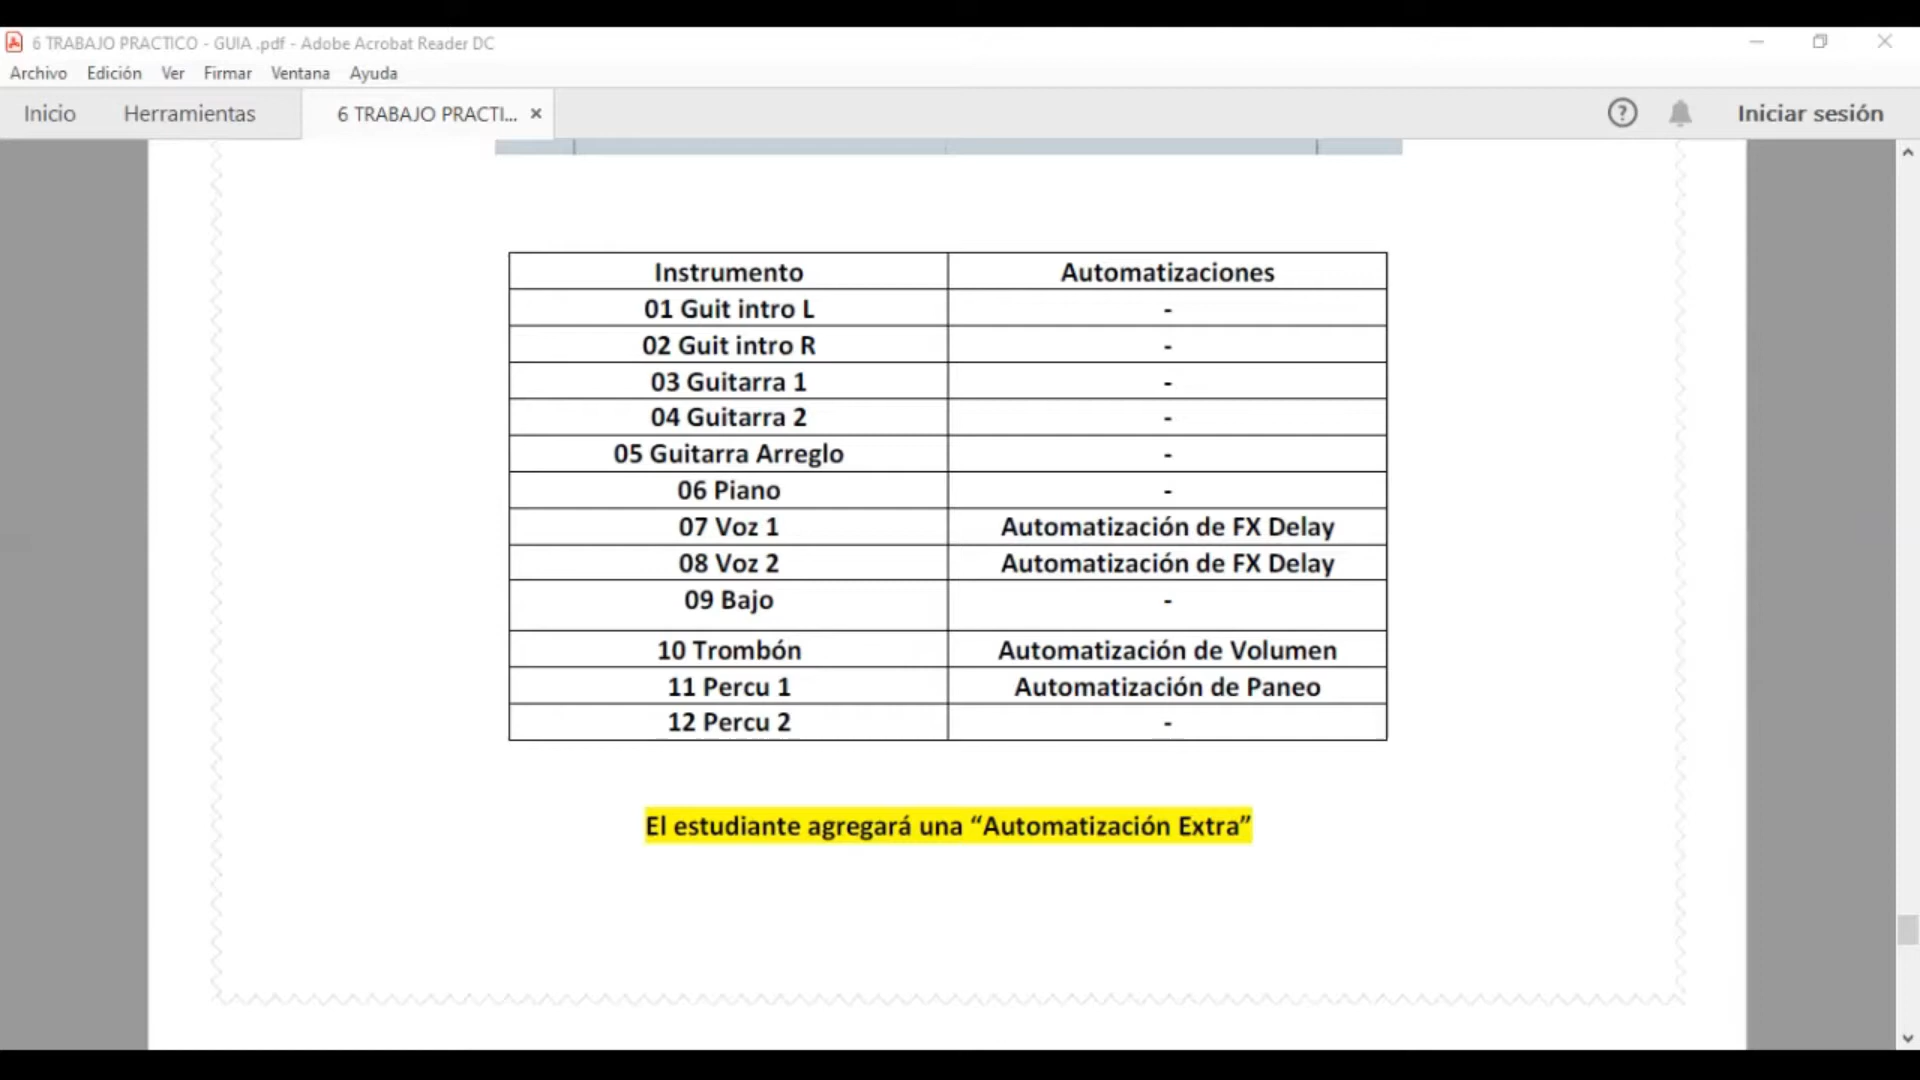 6 TRABAJO PRACTICO - GUIA .pdf - Adobe Acrobat Reader DC
Archivo Edición Ver Firmar Ventana Ayuda
Inicio Herramientas 6 TRABAJO PRACTI... × ? Iniciar sesión
Instrumento Automatizaciones
01 Guit intro L -
02 Guit intro R -
03 Guitarra 1 -
04 Guitarra 2 -
05 Guitarra Arreglo -
06 Piano -
07 Voz 1 Automatización de FX Delay
08 Voz 2 Automatización de FX Delay
09 Bajo -
10 Trombón Automatización de Volumen
11 Percu 1 Automatización de Paneo
12 Percu 2 -
El estudiante agregará una “Automatización Extra”